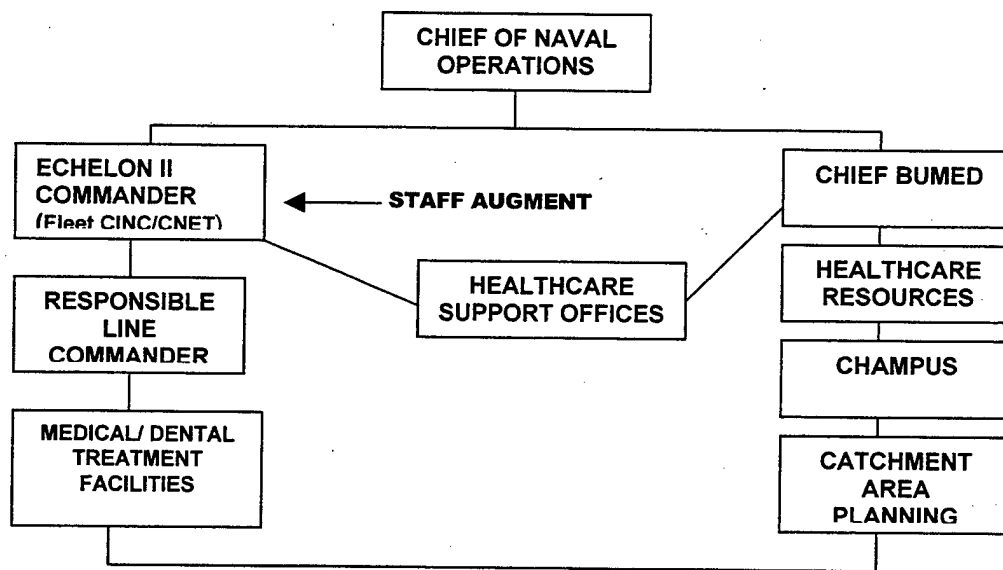 CHIEF OF NAVAL
OPERATIONS
ECHELON II
COMMANDER
(Fleet CINC/CNET)
STAFF AUGMENT
CHIEF BUMED
HEALTHCARE
SUPPORT OFFICES
HEALTHCARE
RESOURCES
RESPONSIBLE
LINE
COMMANDER
CHAMPUS
MEDICAL/ DENTAL
TREATMENT
FACILITIES
CATCHMENT
AREA
PLANNING